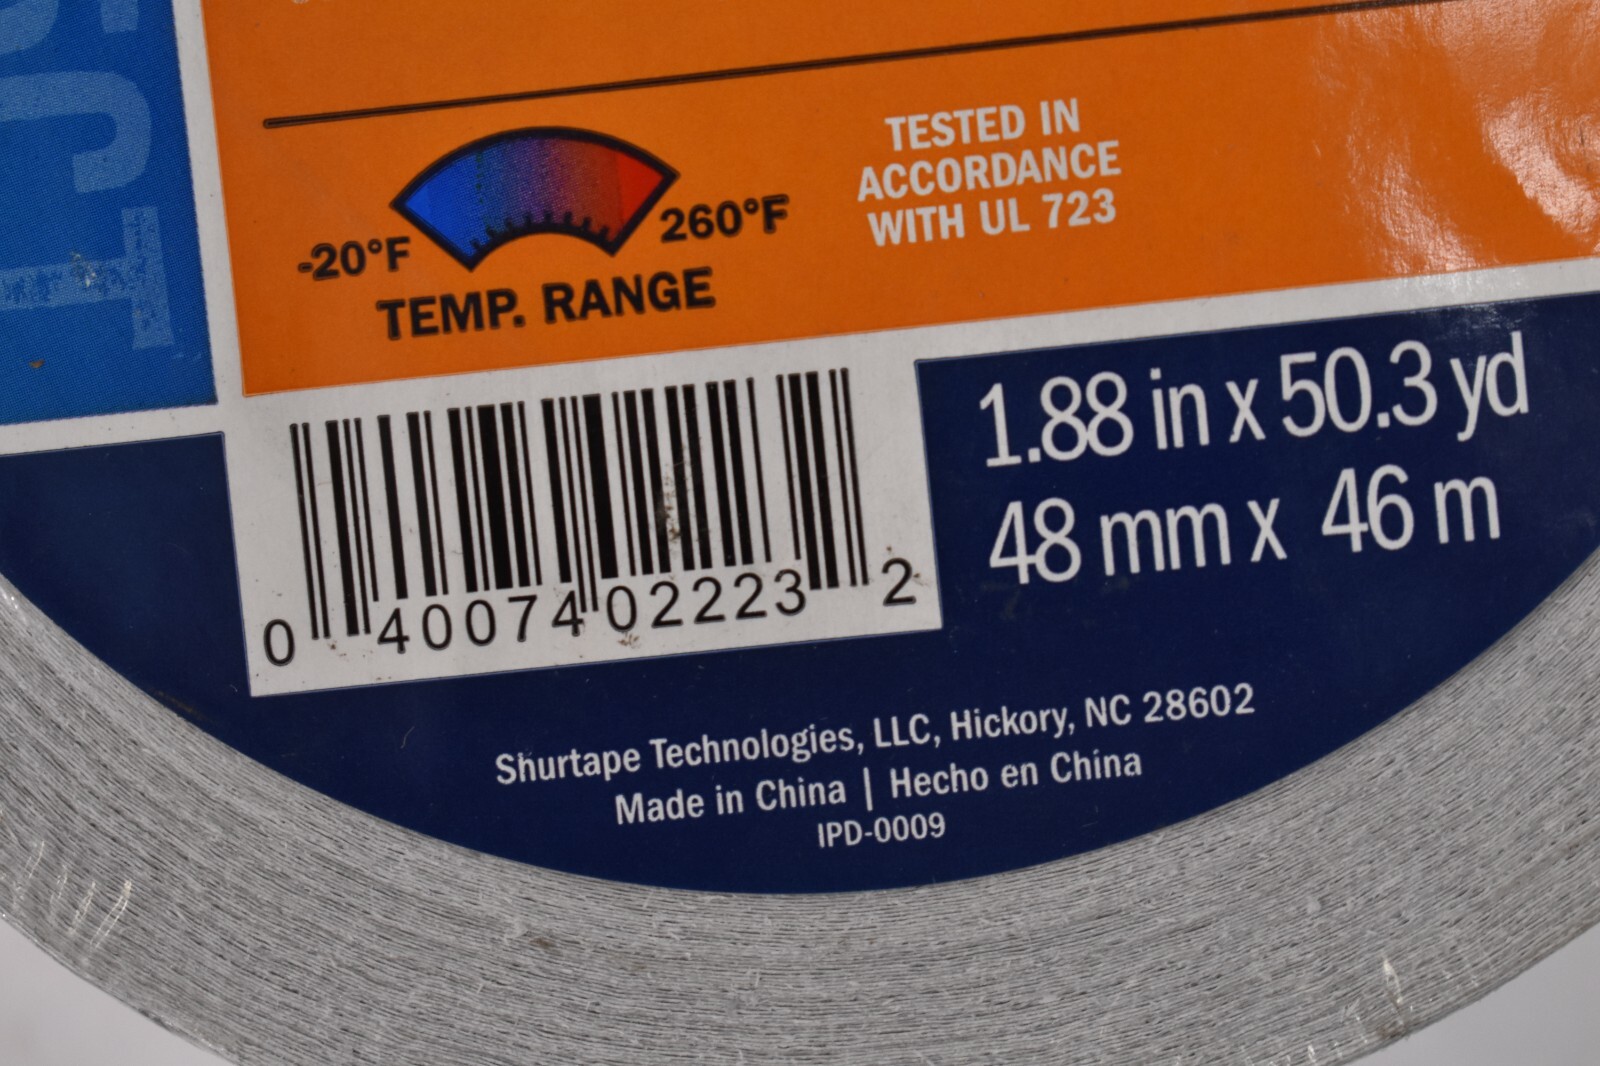 -20°F
260°F
TEMP. RANGE
TESTED IN
ACCORDANCE
WITH UL 723
1.88 in x 50.3 yd
48 mm x 46 m
0 40074 02223 2
Shurtape Technologies, LLC, Hickory, NC 28602
Made in China | Hecho en China
IPD-0009